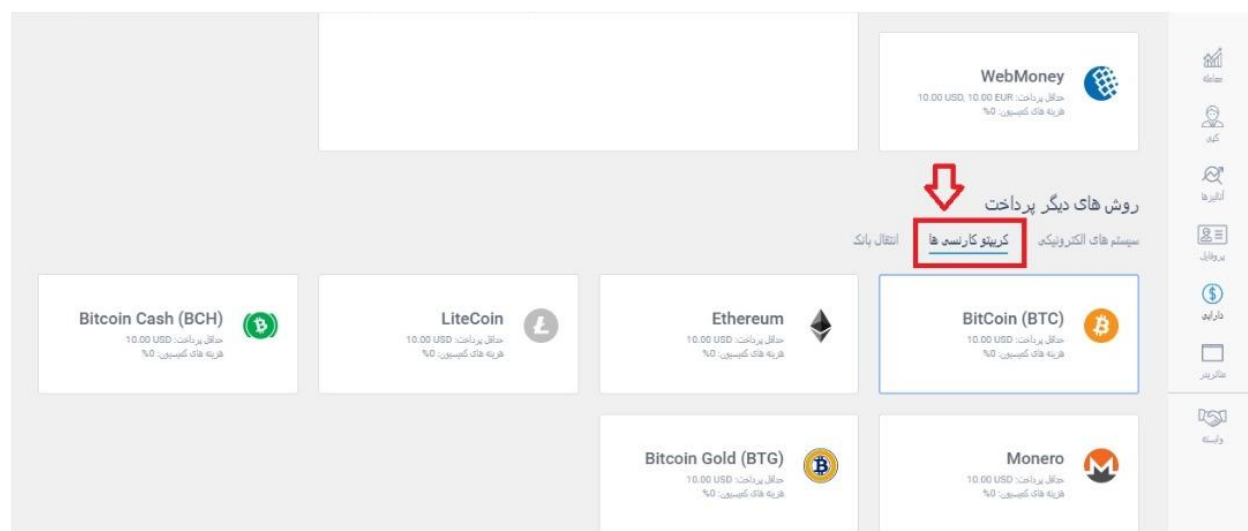 WebMoney
حداقل پرداخت: 10.00 USD, 10.00 EUR
هزینه های کمیسیون: 0%
روش های دیگر پرداخت
سیستم های الکترونیکی
کریپتو کارنسی ها
انتقال بانک
BitCoin (BTC)
حداقل پرداخت: 10.00 USD
هزینه های کمیسیون: 0%
Ethereum
حداقل پرداخت: 10.00 USD
هزینه های کمیسیون: 0%
LiteCoin
حداقل پرداخت: 10.00 USD
هزینه های کمیسیون: 0%
Bitcoin Cash (BCH)
حداقل پرداخت: 10.00 USD
هزینه های کمیسیون: 0%
Monero
حداقل پرداخت: 10.00 USD
هزینه های کمیسیون: 0%
Bitcoin Gold (BTG)
حداقل پرداخت: 10.00 USD
هزینه های کمیسیون: 0%
معامله
کپی
آنالیز ها
پروفایل
دارایی
متاتریدر
وابسته